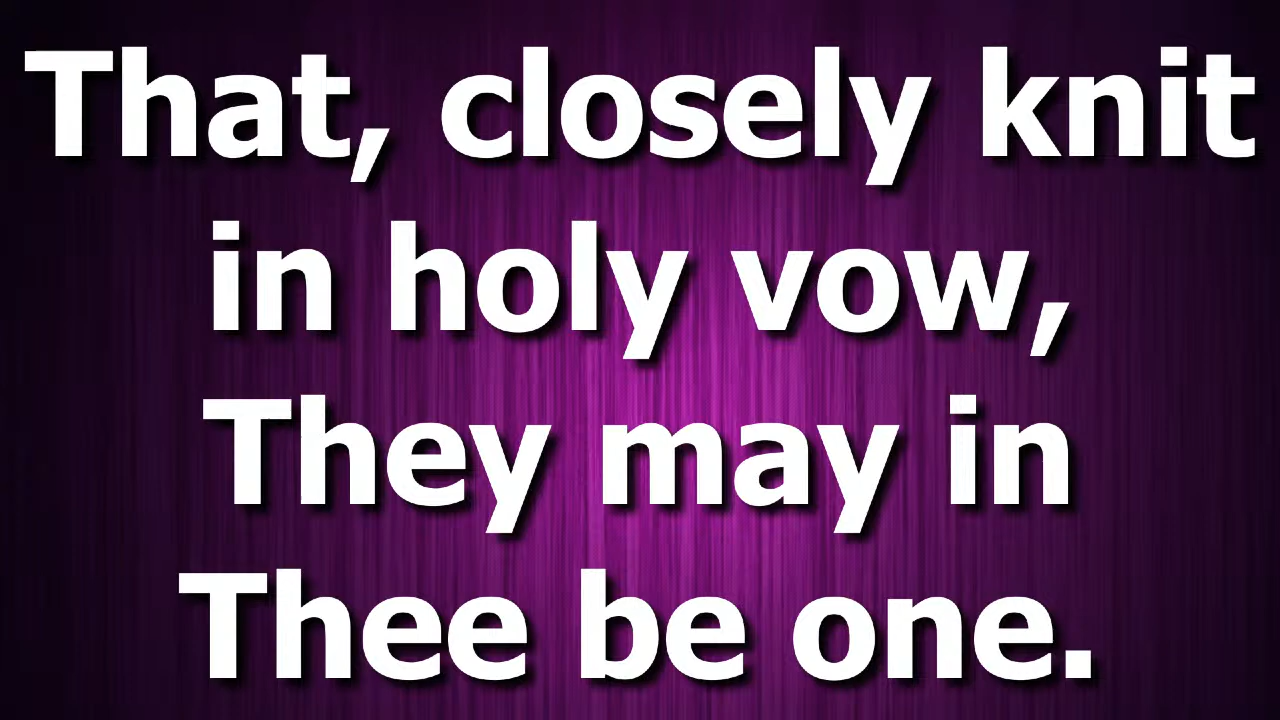 That, closely knit
in holy vow,
They may in
Thee be one.